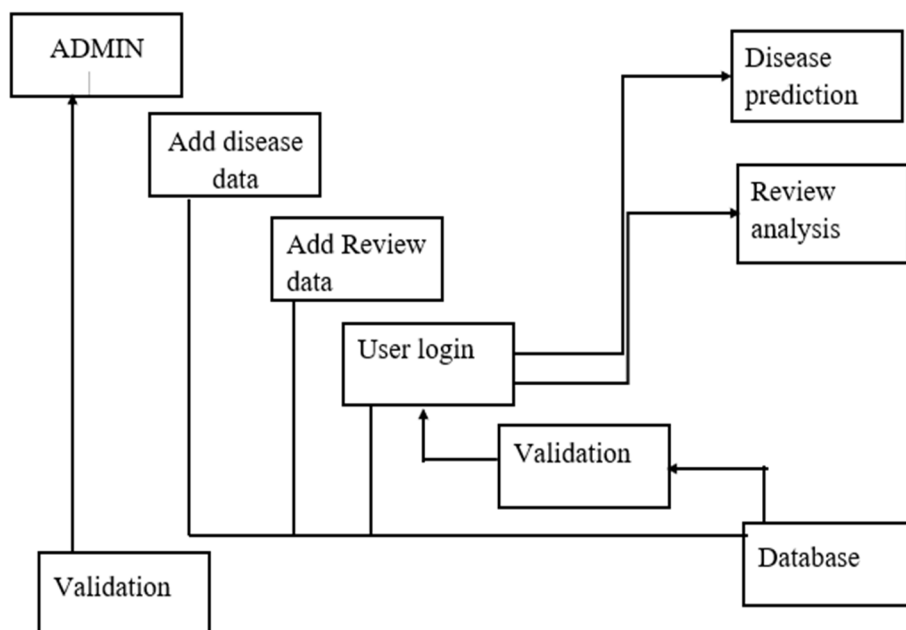 ADMIN
Disease
prediction
Add disease
data
Review
analysis
Add Review
data
User login
Validation
Database
Validation